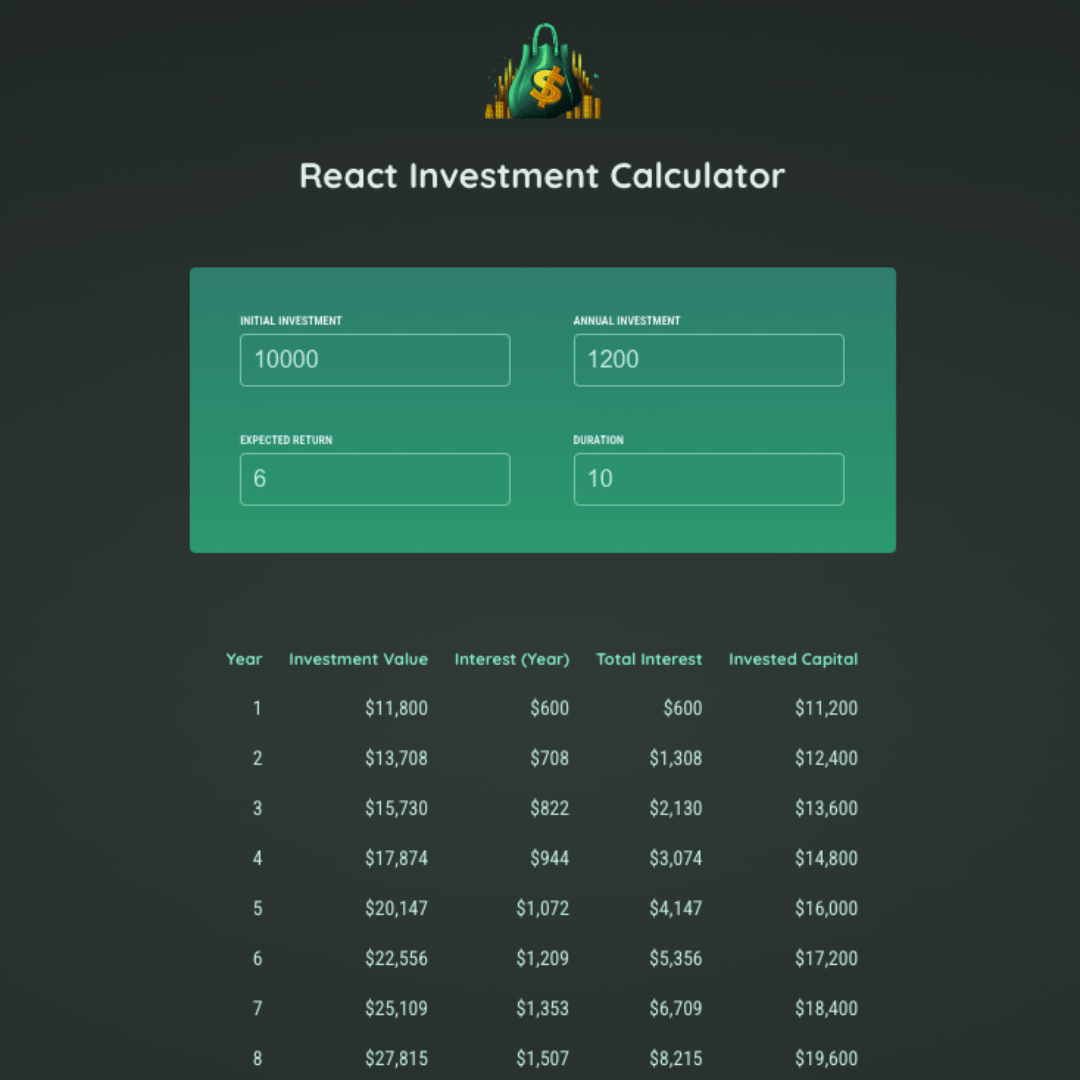 $
React Investment Calculator
INITIAL INVESTMENT ANNUAL INVESTMENT
10000 1200
EXPECTED RETURN DURATION
6 10
Year Investment Value Interest (Year) Total Interest Invested Capital
1 $11,800 $600 $600 $11,200
2 $13,708 $708 $1,308 $12,400
3 $15,730 $822 $2,130 $13,600
4 $17,874 $944 $3,074 $14,800
5 $20,147 $1,072 $4,147 $16,000
6 $22,556 $1,209 $5,356 $17,200
7 $25,109 $1,353 $6,709 $18,400
8 $27,815 $1,507 $8,215 $19,600